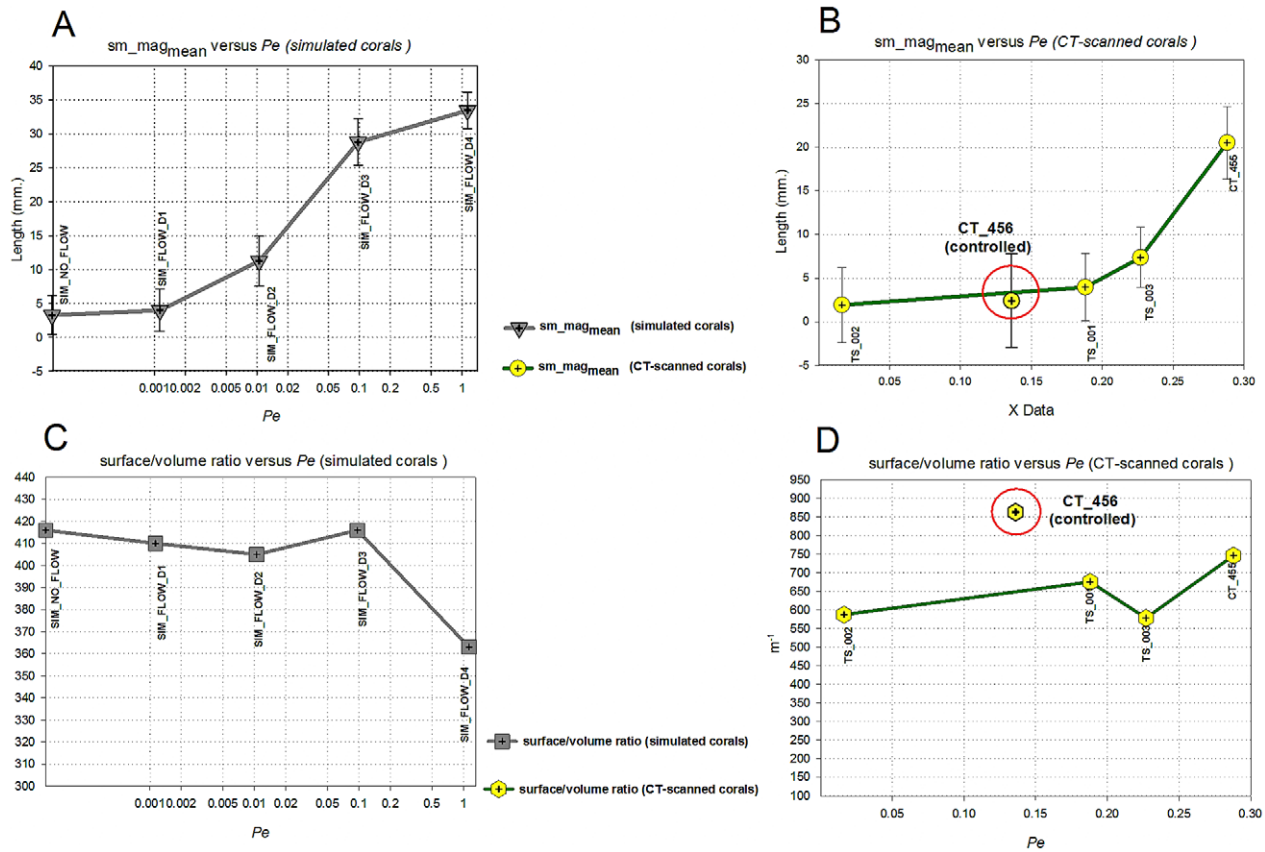 A
sm_magmean versus Pe (simulated corals )
40
35
30
25
20
15
10
5
0
-5
Length (mm.)
SIM_NO_FLOW
SIM_FLOW_D1
SIM_FLOW_D2
SIM_FLOW_D3
SIM_FLOW_D4
0.001 0.002 0.005 0.01 0.02 0.05 0.1 0.2 0.5 1
Pe
sm_magmean (simulated corals)
sm_magmean (CT-scanned corals)
B
sm_magmean versus Pe (CT-scanned corals )
30
25
20
15
10
5
0
-5
Length (mm.)
CT_456
(controlled)
TS_002
TS_001
TS_003
CT_455
0.05 0.10 0.15 0.20 0.25 0.30
X Data
C
surface/volume ratio versus Pe (simulated corals )
440
430
420
410
400
390
380
370
360
350
340
330
320
310
300
SIM_NO_FLOW
SIM_FLOW_D1
SIM_FLOW_D2
SIM_FLOW_D3
SIM_FLOW_D4
0.001 0.002 0.01 0.02 0.05 0.1 0.2 0.5 1
Pe
surface/volume ratio (simulated corals)
surface/volume ratio (CT-scanned corals)
D
surface/volume ratio versus Pe (CT-scanned corals )
950
900
850
800
750
700
650
600
550
500
450
400
350
300
250
200
150
100
m-1
CT_456
(controlled)
TS_002
TS_001
TS_003
CT_455
0.05 0.10 0.15 0.20 0.25 0.30
Pe